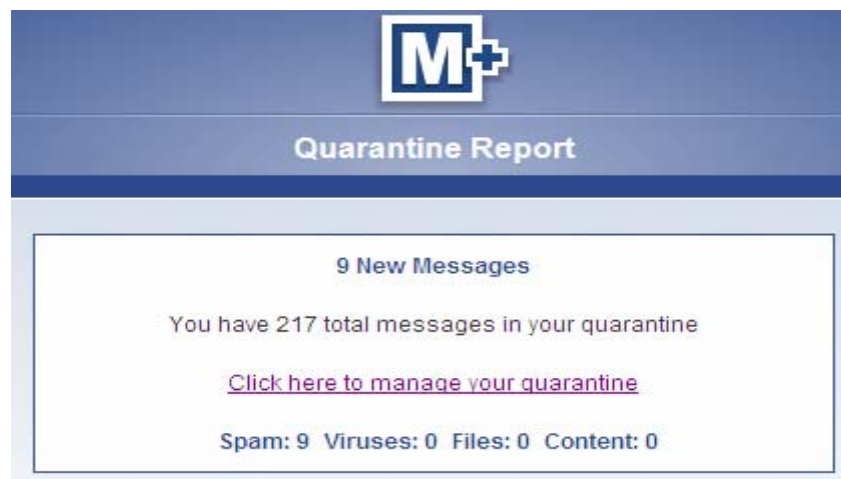 M+
Quarantine Report
9 New Messages
You have 217 total messages in your quarantine
Click here to manage your quarantine
Spam: 9 Viruses: 0 Files: 0 Content: 0